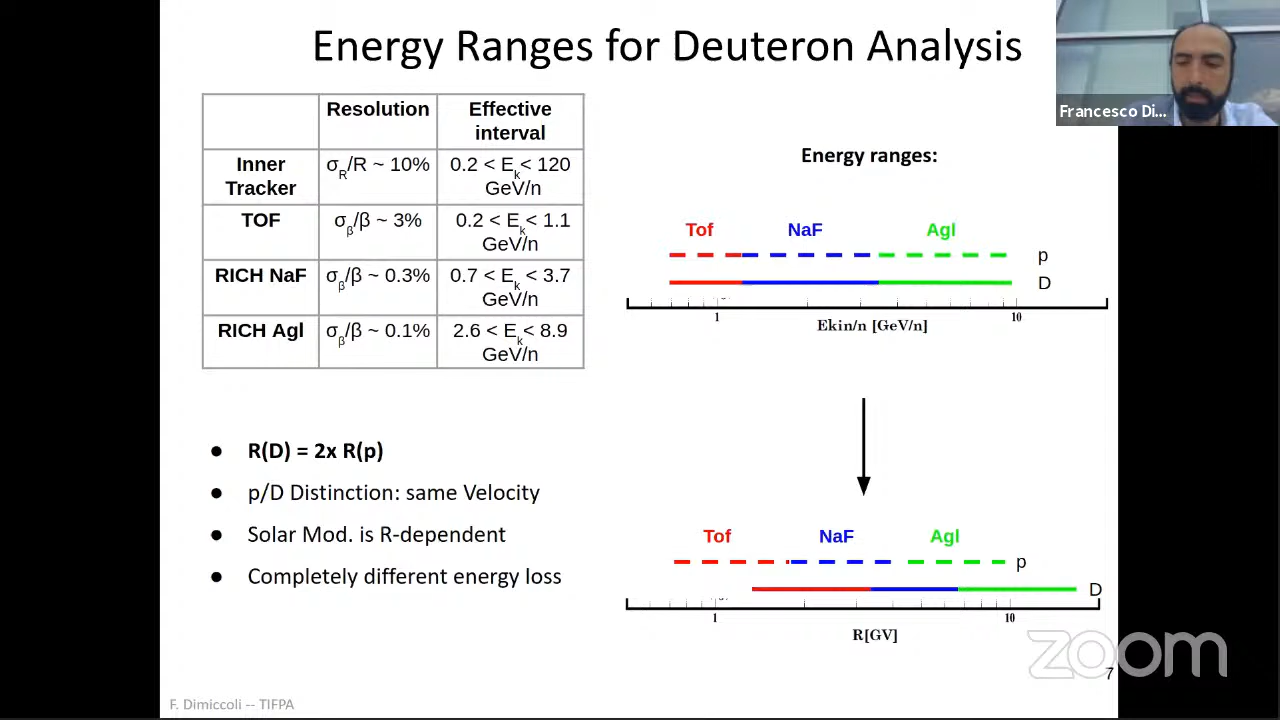 Energy Ranges for Deuteron Analysis
Francesco Di...
Resolution
Effective
interval
Inner
Tracker
σR/R ~ 10%
0.2 < Ek < 120
GeV/n
TOF
σβ/β ~ 3%
0.2 < Ek < 1.1
GeV/n
RICH NaF
σβ/β ~ 0.3%
0.7 < Ek < 3.7
GeV/n
RICH Agl
σβ/β ~ 0.1%
2.6 < Ek < 8.9
GeV/n
● R(D) = 2x R(p)
● p/D Distinction: same Velocity
● Solar Mod. is R-dependent
● Completely different energy loss
Energy ranges:
Tof NaF Agl
p
D
1 10
Ekin/n [GeV/n]
Tof NaF Agl
p
D
1 10
R[GV]
zoom
7
F. Dimiccoli -- TIFPA